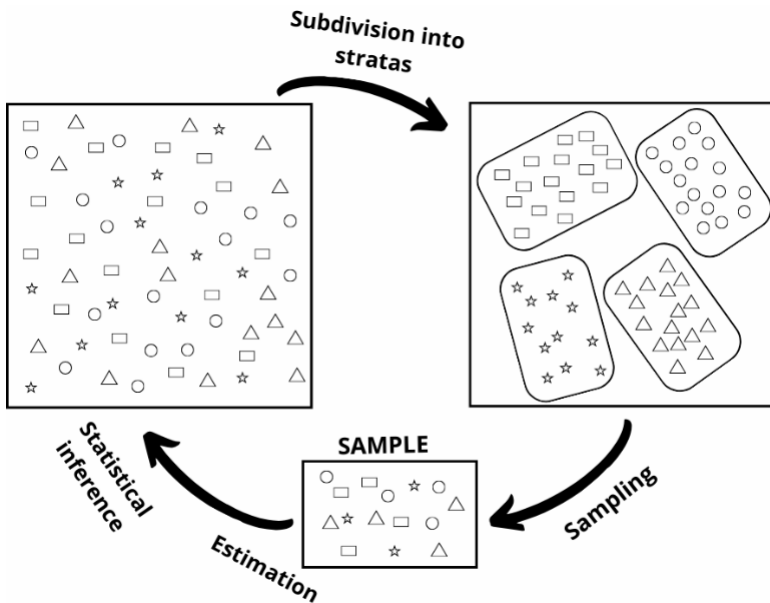 Subdivision into
stratas
SAMPLE
Sampling
Estimation
Statistical
inference